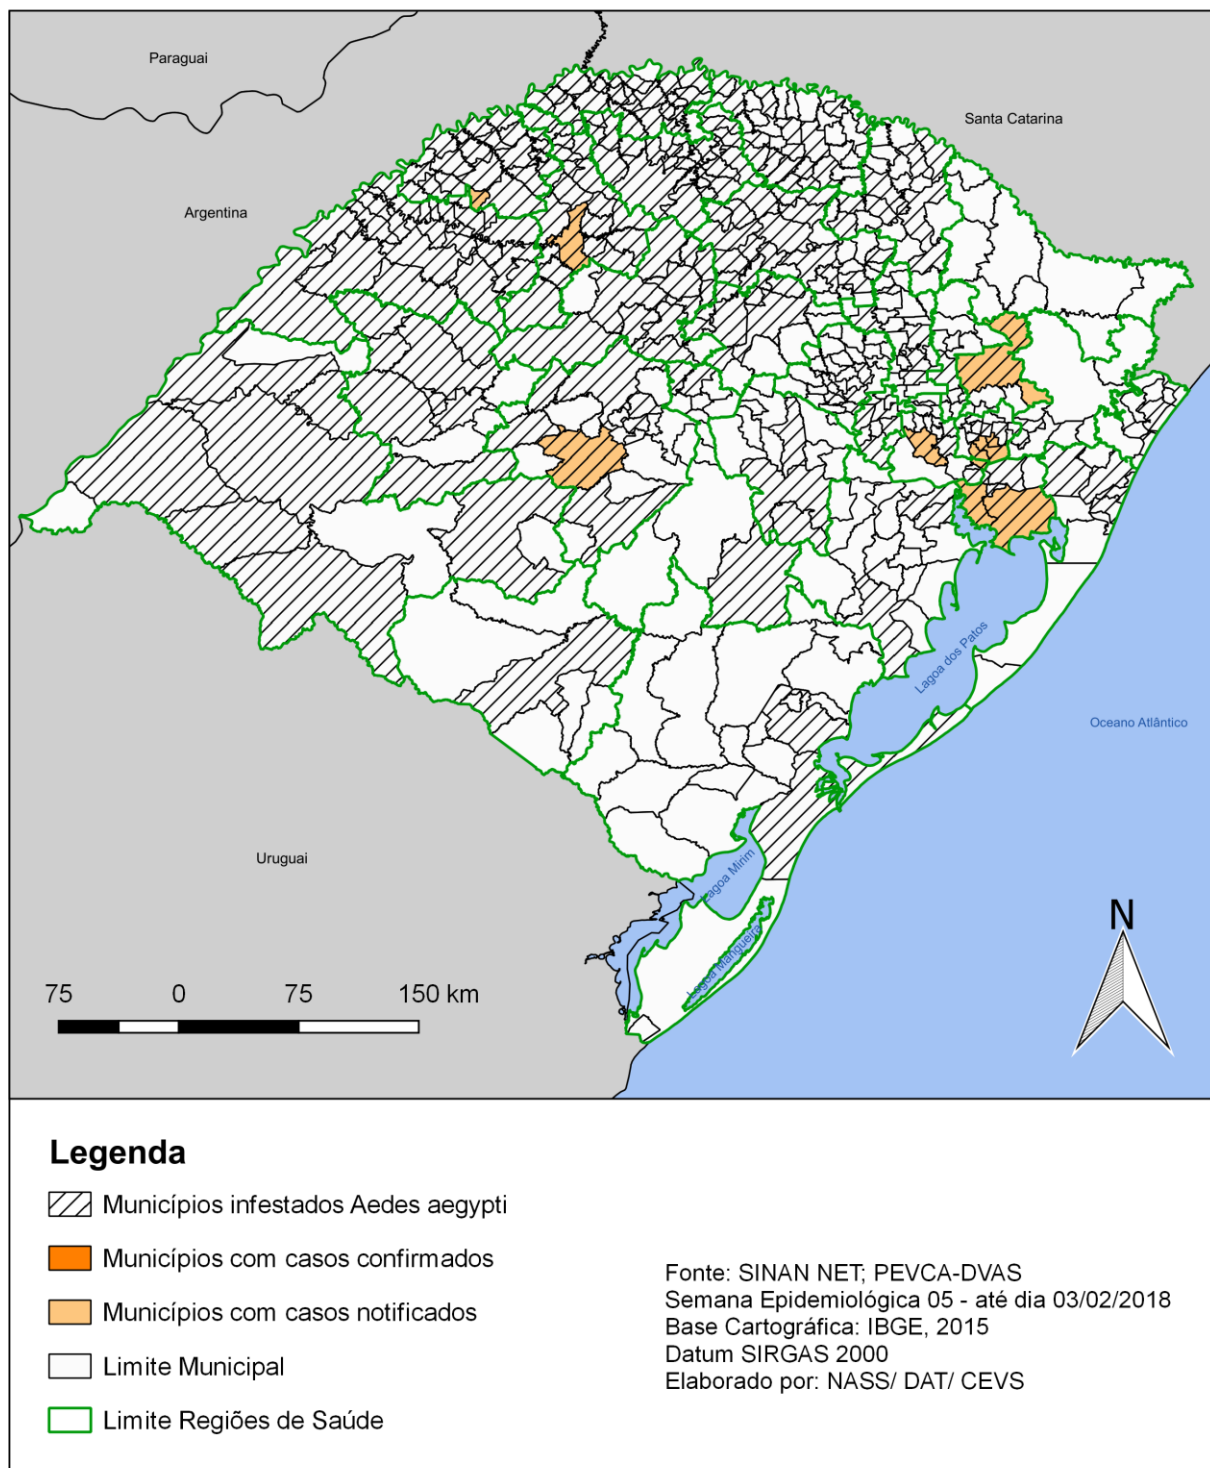 Paraguai
Santa Catarina
Argentina
Lagoa dos Patos
Oceano Atlântico
Uruguai
Lagoa Mirim
Lagoa Mangueira
N
75 0 75 150 km
Legenda
Municípios infestados Aedes aegypti
Municípios com casos confirmados
Municípios com casos notificados
Limite Municipal
Limite Regiões de Saúde
Fonte: SINAN NET; PEVCA-DVAS
Semana Epidemiológica 05 - até dia 03/02/2018
Base Cartográfica: IBGE, 2015
Datum SIRGAS 2000
Elaborado por: NASS/ DAT/ CEVS